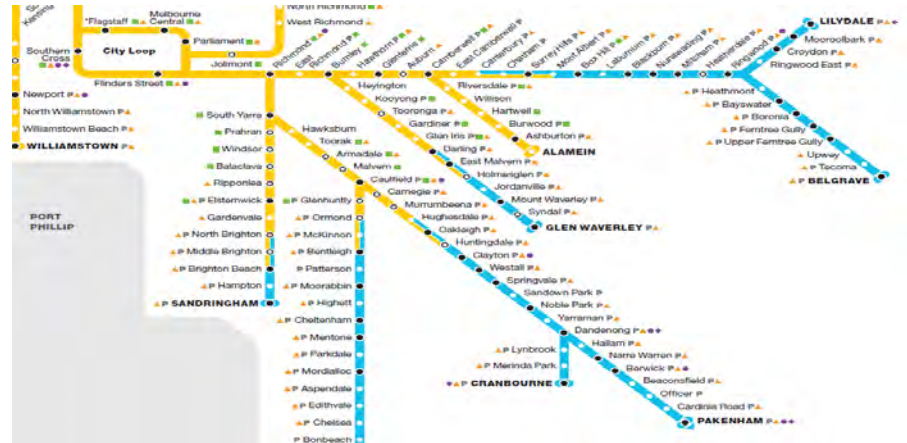 *Flagstaff
Melbourne
Central
North Richmond
West Richmond
Parliament
City Loop
Southern
Cross
Jolimont
Flinders Street
Richmond
East
Richmond P
Burnley
Hawthorn P
Glenferrie
Auburn
Camberwell P
East Camberwell
Canterbury P
Chatham
Surrey Hills P
Mont Albert P
Box Hill P
Laburnum
Blackburn P
Nunawading P
Mitcham P
Heatherdale P
Ringwood P
LILYDALE P
Mooroolbark P
Croydon P
Ringwood East P
P Heathmont
P Bayswater
P Boronia
P Ferntree Gully
P Upper Ferntree Gully
Upwey
P Tecoma
P BELGRAVE
Newport P
North Williamstown P
Williamstown Beach P
WILLIAMSTOWN P
Heyington
Kooyong P
Tooronga P
Gardiner P
Glen Iris P
Darling P
East Malvern P
Holmesglen P
Jordanville P
Mount Waverley P
Syndal P
GLEN WAVERLEY P
Riversdale P
Willison
Hartwell
Burwood P
Ashburton P
ALAMEIN
South Yarra
Prahran
Windsor
Balaclava
Ripponlea
P Elsternwick
Gardenvale
P North Brighton
P Middle Brighton
P Brighton Beach
P Hampton
P SANDRINGHAM
Hawksburn
Toorak
Armadale
Malvern
Caulfield P
Carnegie P
Murrumbeena P
Hughesdale P
Oakleigh P
Huntingdale P
Clayton P
Westall P
Springvale P
Sandown Park P
Noble Park P
Yarraman P
Dandenong P
Hallam P
Narre Warren P
Berwick P
Beaconsfield P
Officer P
Cardinia Road P
PAKENHAM P
P Lynbrook
P Merinda Park
P CRANBOURNE
P Glenhuntly
P Ormond
P McKinnon
P Bentleigh
P Patterson
P Moorabbin
P Highett
P Cheltenham
P Mentone
P Parkdale
P Mordialloc
P Aspendale
P Edithvale
P Chelsea
P Bonbeach
PORT
PHILLIP